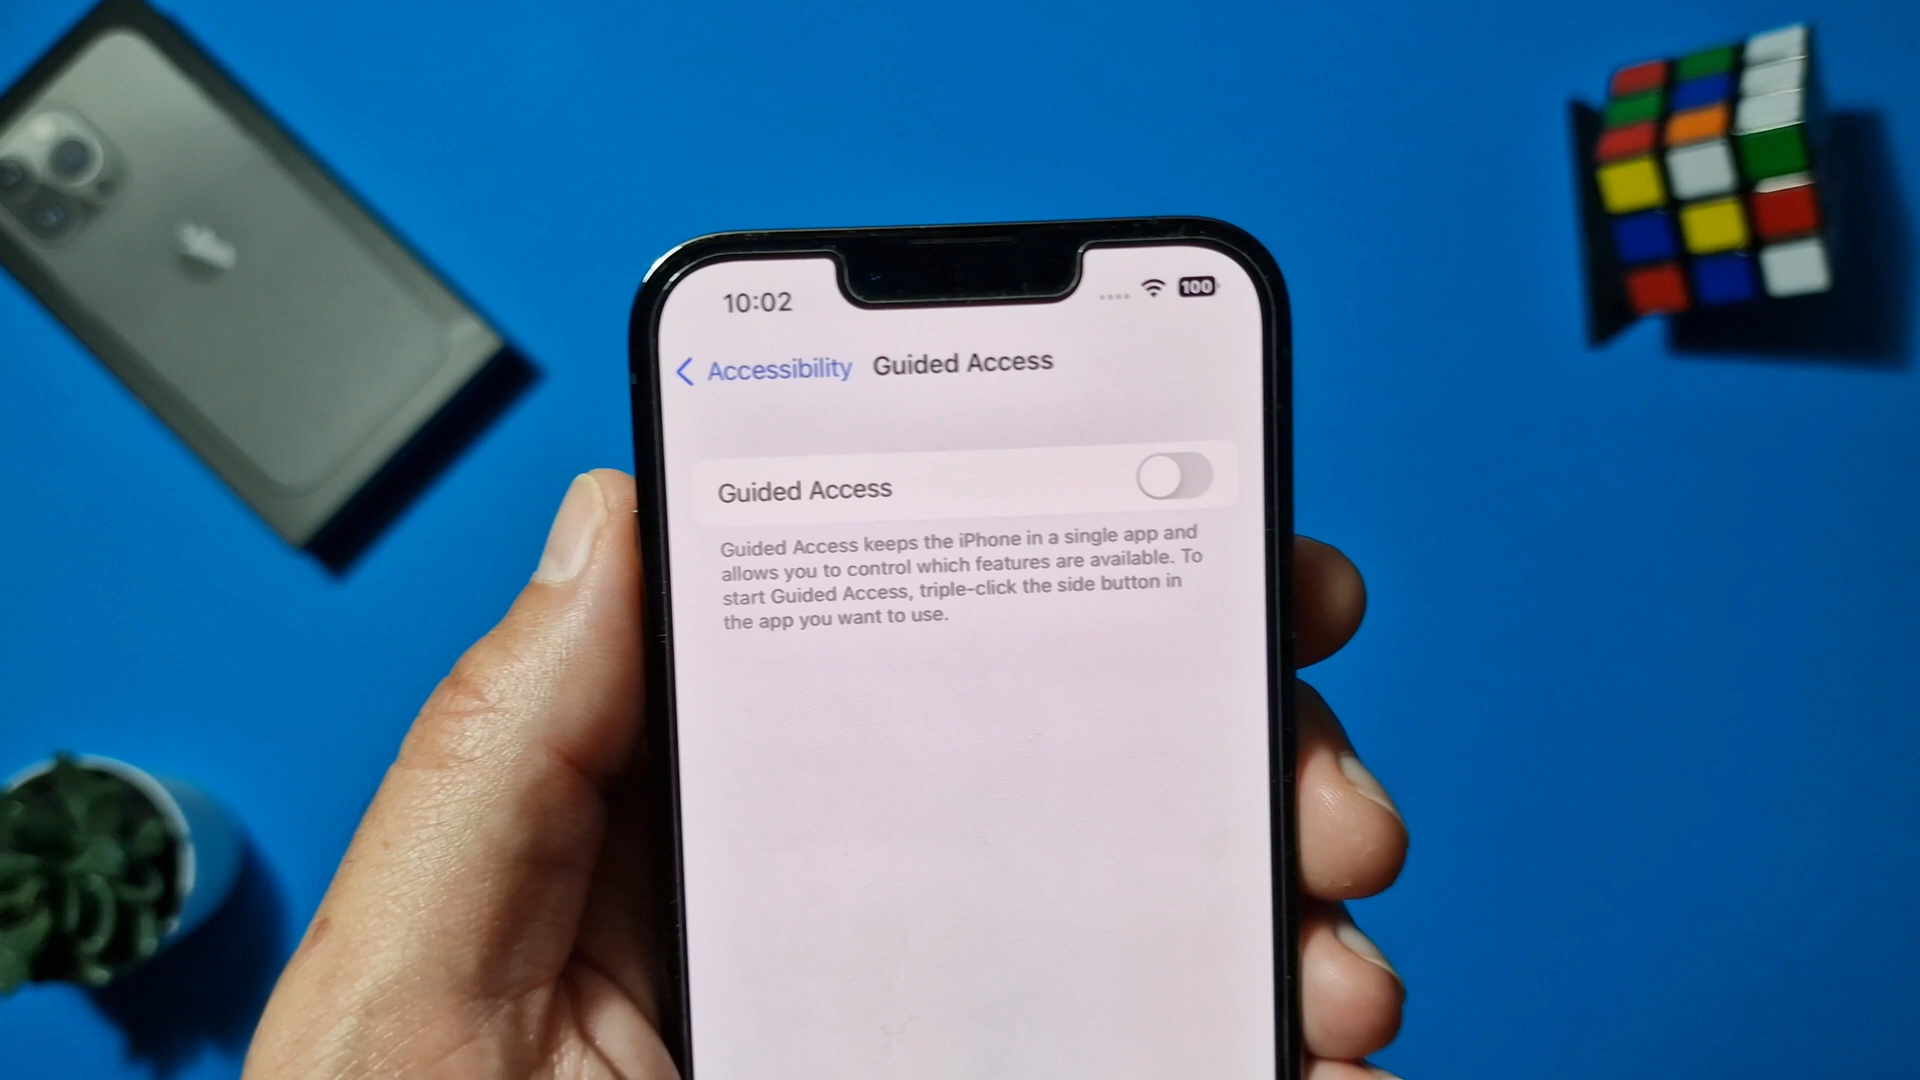 10:02
100
Accessibility Guided Access
Guided Access
Guided Access keeps the iPhone in a single app and
allows you to control which features are available. To
start Guided Access, triple-click the side button in
the app you want to use.